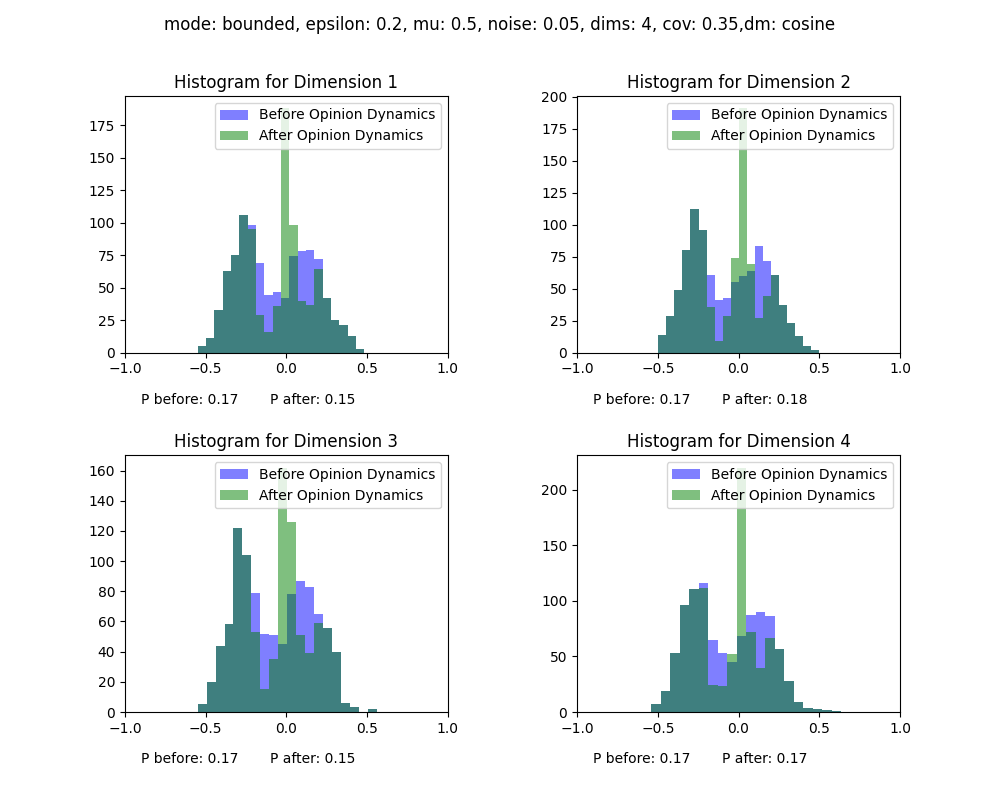 mode: bounded, epsilon: 0.2, mu: 0.5, noise: 0.05, dims: 4, cov: 0.35,dm: cosine
Histogram for Dimension 1
Before Opinion Dynamics
After Opinion Dynamics
175
150
125
100
75
50
25
0
−1.0 −0.5 0.0 0.5 1.0
P before: 0.17 P after: 0.15
Histogram for Dimension 2
Before Opinion Dynamics
After Opinion Dynamics
200
175
150
125
100
75
50
25
0
−1.0 −0.5 0.0 0.5 1.0
P before: 0.17 P after: 0.18
Histogram for Dimension 3
Before Opinion Dynamics
After Opinion Dynamics
160
140
120
100
80
60
40
20
0
−1.0 −0.5 0.0 0.5 1.0
P before: 0.17 P after: 0.15
Histogram for Dimension 4
Before Opinion Dynamics
After Opinion Dynamics
200
150
100
50
0
−1.0 −0.5 0.0 0.5 1.0
P before: 0.17 P after: 0.17